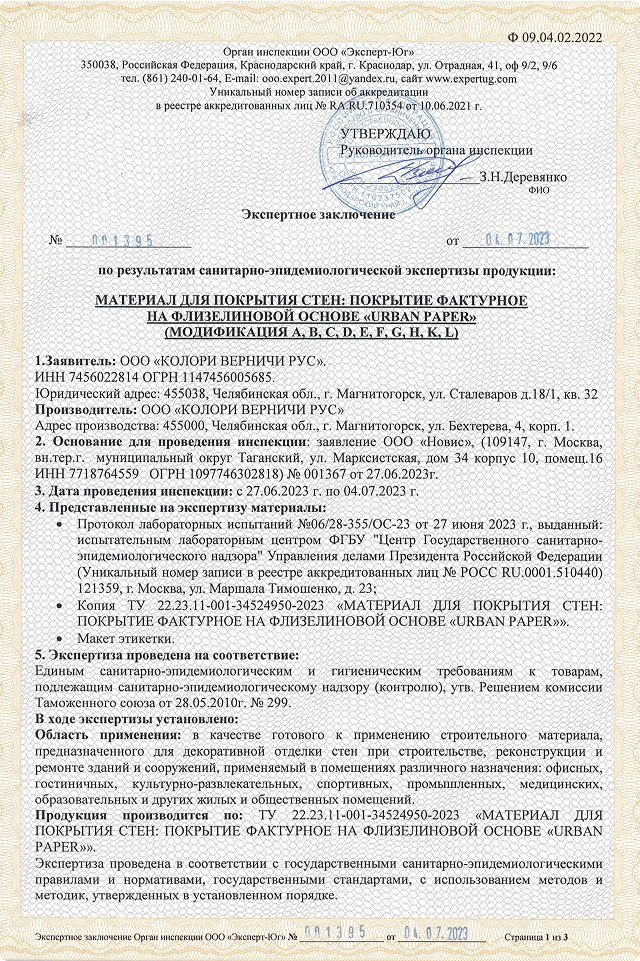 Ф 09.04.02.2022
Орган инспекции ООО «Эксперт-Юг»
350038, Российская Федерация, Краснодарский край, г. Краснодар, ул. Отрадная, 41, оф 9/2, 9/6
тел. (861) 240-01-64, E-mail: ooo.expert.2011@yandex.ru, сайт www.expertug.com
Уникальный номер записи об аккредитации
в реестре аккредитованных лиц № RA.RU.710354 от 10.06.2021 г.
УТВЕРЖДАЮ
Руководитель органа инспекции
З.Н.Деревянко
ФИО
Экспертное заключение
№ 001395 от 04.07.2023
по результатам санитарно-эпидемиологической экспертизы продукции:
МАТЕРИАЛ ДЛЯ ПОКРЫТИЯ СТЕН: ПОКРЫТИЕ ФАКТУРНОЕ
НА ФЛИЗЕЛИНОВОЙ ОСНОВЕ «URBAN PAPER»
(МОДИФИКАЦИЯ A, B, C, D, E, F, G, H, K, L)
1.Заявитель: ООО «КОЛОРИ ВЕРНИЧИ РУС».
ИНН 7456022814 ОГРН 1147456005685.
Юридический адрес: 455038, Челябинская обл., г. Магнитогорск, ул. Сталеваров д.18/1, кв. 32
Производитель: ООО «КОЛОРИ ВЕРНИЧИ РУС»
Адрес производства: 455000, Челябинская обл., г. Магнитогорск, ул. Бехтерева, 4, корп. 1.
2. Основание для проведения инспекции: заявление ООО «Новис», (109147, г. Москва,
вн.тер.г. муниципальный округ Таганский, ул. Марксистская, дом 34 корпус 10, помещ.16
ИНН 7718764559 ОГРН 1097746302818) № 001367 от 27.06.2023г.
3. Дата проведения инспекции: с 27.06.2023 г. по 04.07.2023 г.
4. Представленные на экспертизу материалы:
• Протокол лабораторных испытаний №06/28-355/ОС-23 от 27 июня 2023 г., выданный:
испытательным лабораторным центром ФГБУ "Центр Государственного санитарно-
эпидемиологического надзора" Управления делами Президента Российской Федерации
(Уникальный номер записи в реестре аккредитованных лиц № РОСС RU.0001.510440)
121359, г. Москва, ул. Маршала Тимошенко, д. 23;
• Копия ТУ 22.23.11-001-34524950-2023 «МАТЕРИАЛ ДЛЯ ПОКРЫТИЯ СТЕН:
ПОКРЫТИЕ ФАКТУРНОЕ НА ФЛИЗЕЛИНОВОЙ ОСНОВЕ «URBAN PAPER»».
• Макет этикетки.
5. Экспертиза проведена на соответствие:
Единым санитарно-эпидемиологическим и гигиеническим требованиям к товарам,
подлежащим санитарно-эпидемиологическому надзору (контролю), утв. Решением комиссии
Таможенного союза от 28.05.2010г. № 299.
В ходе экспертизы установлено:
Область применения: в качестве готового к применению строительного материала,
предназначенного для декоративной отделки стен при строительстве, реконструкции и
ремонте зданий и сооружений, применяемый в помещениях различного назначения: офисных,
гостиничных, культурно-развлекательных, спортивных, промышленных, медицинских,
образовательных и других жилых и общественных помещений.
Продукция производится по: ТУ 22.23.11-001-34524950-2023 «МАТЕРИАЛ ДЛЯ
ПОКРЫТИЯ СТЕН: ПОКРЫТИЕ ФАКТУРНОЕ НА ФЛИЗЕЛИНОВОЙ ОСНОВЕ «URBAN
PAPER»».
Экспертиза проведена в соответствии с государственными санитарно-эпидемиологическими
правилами и нормативами, государственными стандартами, с использованием методов и
методик, утвержденных в установленном порядке.
Экспертное заключение Орган инспекции ООО «Эксперт-Юг» № 001395 от 04.07.2023 Страница 1 из 3